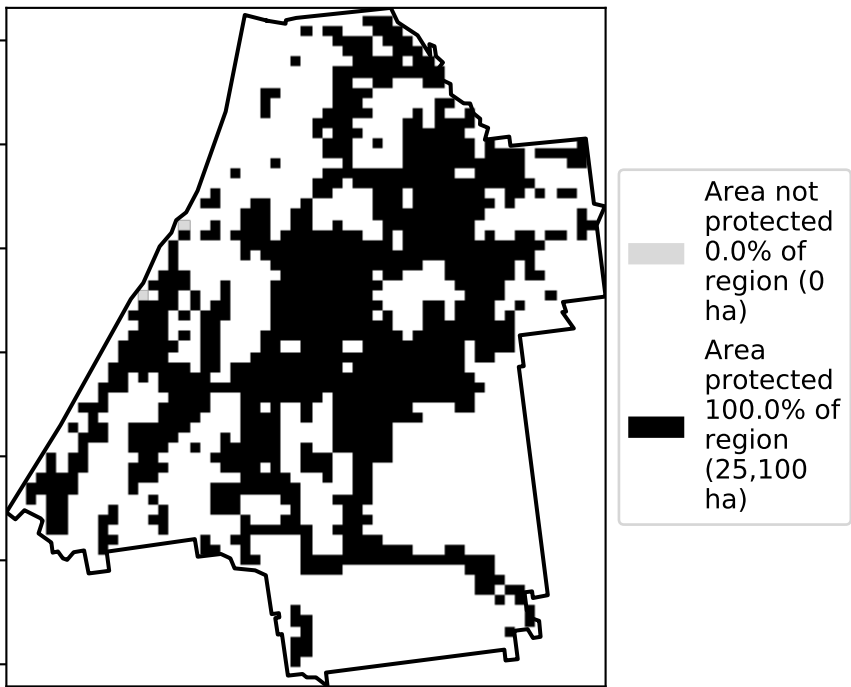 Area not
protected
0.0% of
region (0
ha)
Area
protected
100.0% of
region
(25,100
ha)